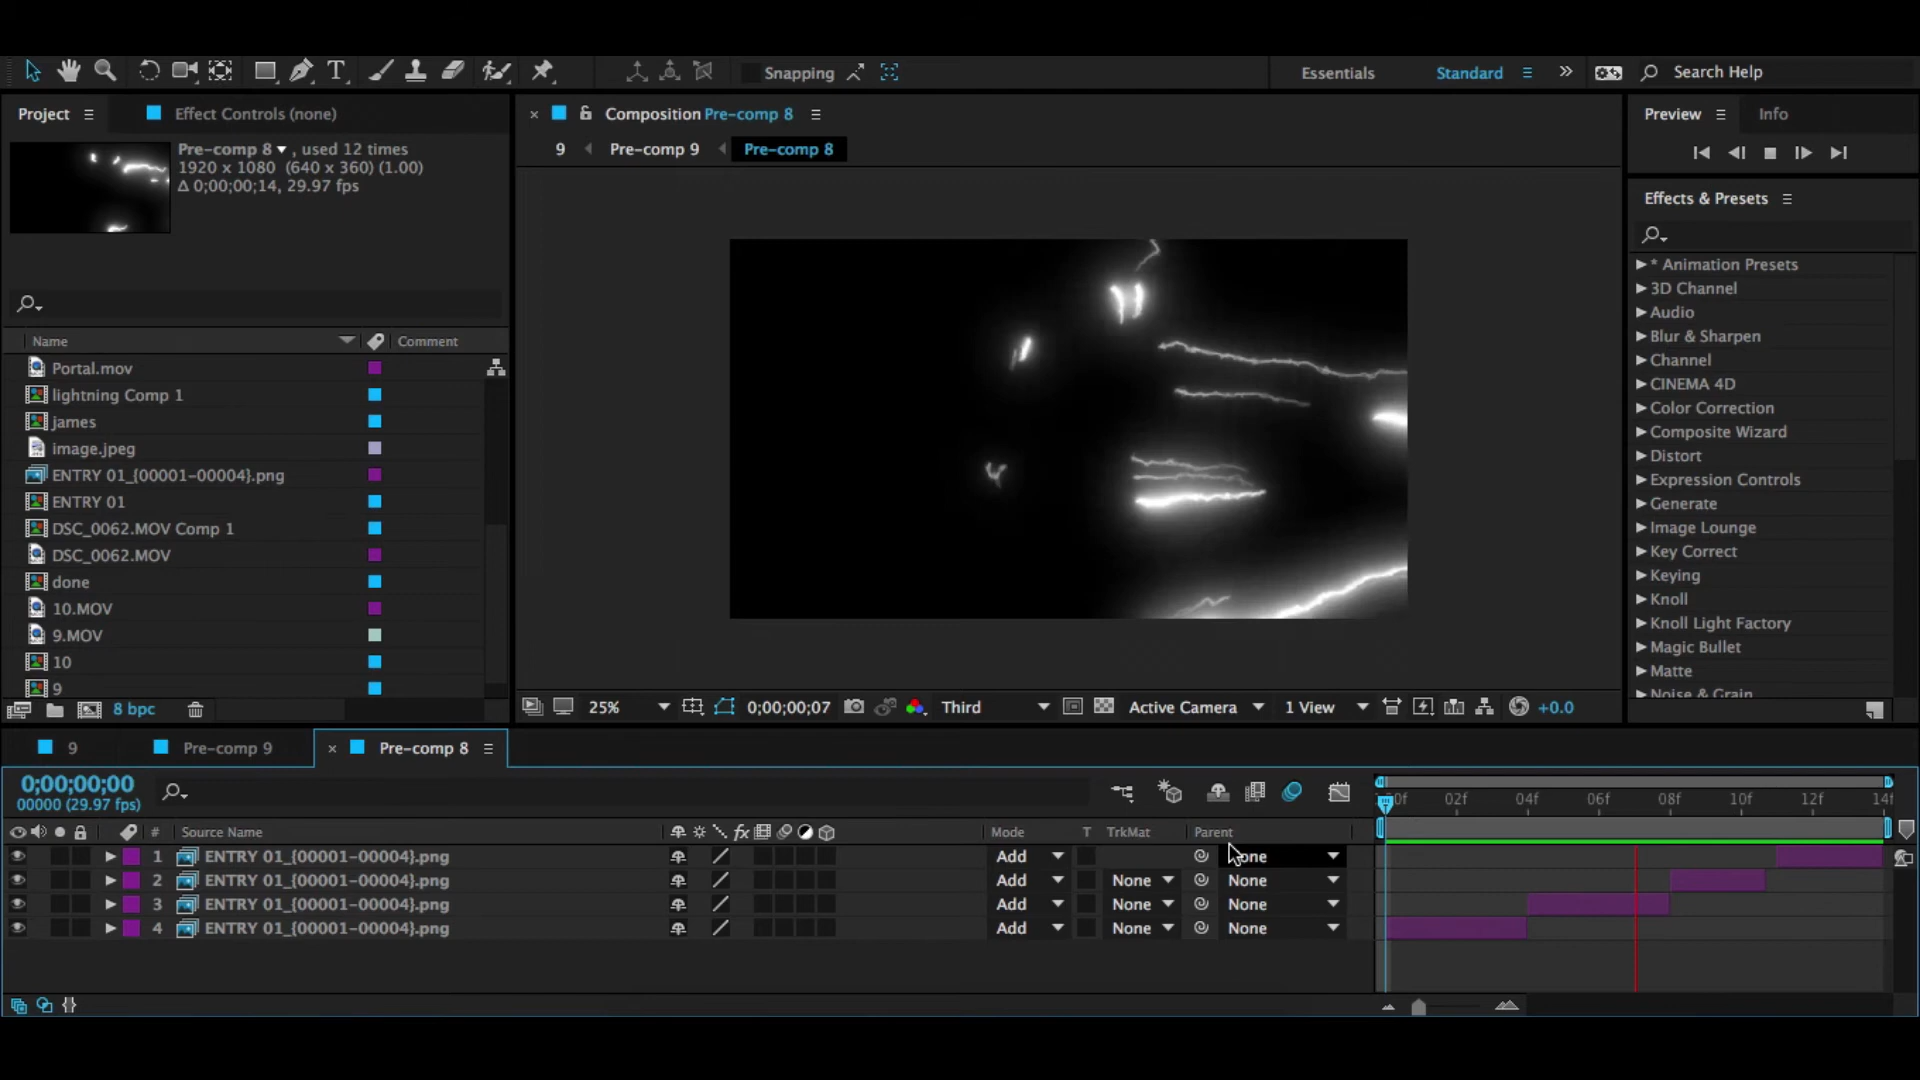 Snapping
Essentials
Standard
Search Help
Project
Effect Controls (none)
Composition Pre-comp 8
Preview
Info
9
Pre-comp 9
Pre-comp 8
Pre-comp 8 , used 12 times
1920 x 1080 (640 x 360) (1.00)
Δ 0;00;00;14, 29.97 fps
Effects & Presets
Name
Comment
Portal.mov
lightning Comp 1
james
image.jpeg
ENTRY 01_{00001-00004}.png
ENTRY 01
DSC_0062.MOV Comp 1
DSC_0062.MOV
done
10.MOV
9.MOV
10
9
8 bpc
* Animation Presets
3D Channel
Audio
Blur & Sharpen
Channel
CINEMA 4D
Color Correction
Composite Wizard
Distort
Expression Controls
Generate
Image Lounge
Key Correct
Keying
Knoll
Knoll Light Factory
Magic Bullet
Matte
Noise & Grain
25%
0;00;00;07
Third
Active Camera
1 View
+0.0
9
Pre-comp 9
Pre-comp 8
0;00;00;00
00000 (29.97 fps)
02f 04f 06f 08f 10f 12f 14f
# Source Name fx Mode T TrkMat Parent
1 ENTRY 01_{00001-00004}.png Add
2 ENTRY 01_{00001-00004}.png Add None None
3 ENTRY 01_{00001-00004}.png Add None None
4 ENTRY 01_{00001-00004}.png Add None None